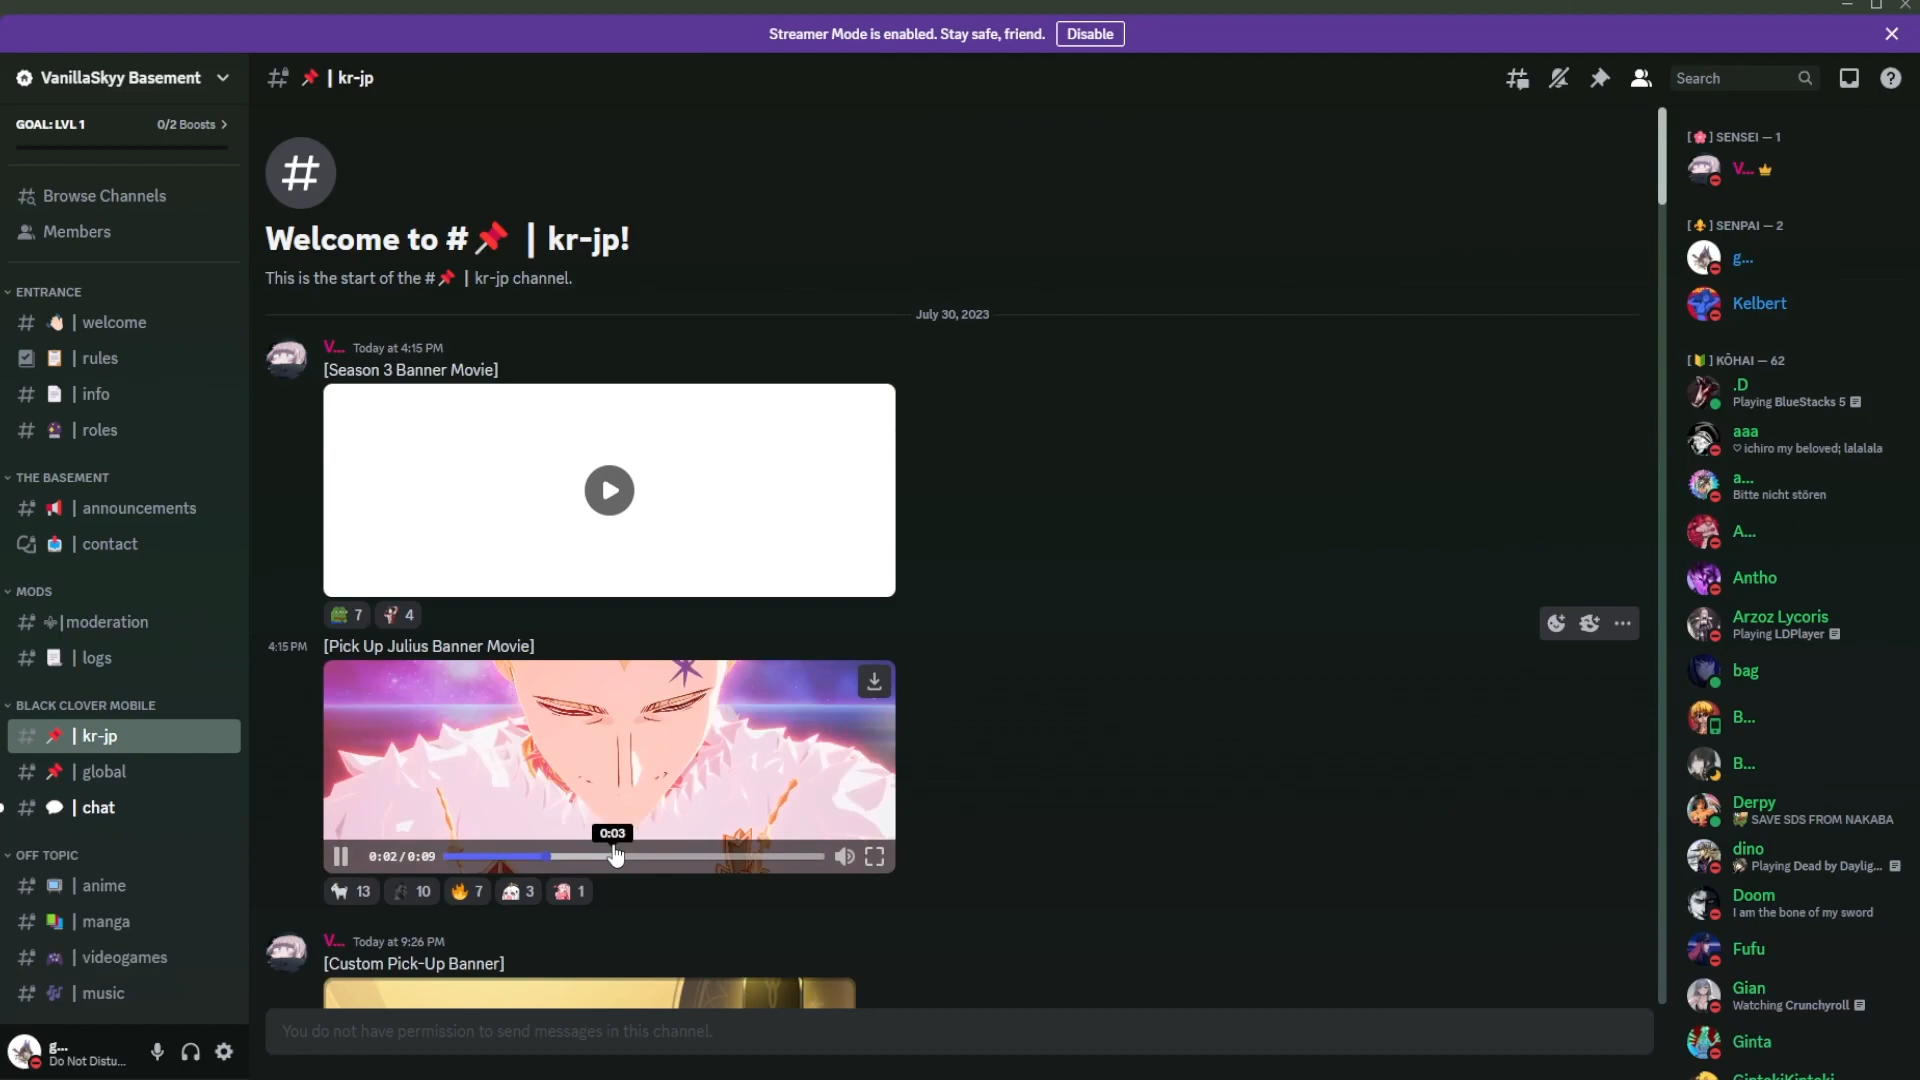 Streamer Mode is enabled. Stay safe, friend. Disable
VanillaSkyy Basement
GOAL: LVL 1 0/2 Boosts >
Browse Channels
Members
ENTRANCE
| welcome
| rules
| info
| roles
THE BASEMENT
| announcements
| contact
MODS
|moderation
| logs
BLACK CLOVER MOBILE
| kr-jp
| global
| chat
OFF TOPIC
| anime
| manga
| videogames
| music
g...
Do Not Distu...
| kr-jp
Search
Welcome to #📌 | kr-jp!
This is the start of the #📌 | kr-jp channel.
July 30, 2023
V... Today at 4:15 PM
[Season 3 Banner Movie]
7 4
4:15 PM [Pick Up Julius Banner Movie]
0:03
0:02/0:09
13 10 7 3 1
V... Today at 9:26 PM
[Custom Pick-Up Banner]
You do not have permission to send messages in this channel.
[🌸] SENSEI — 1
V...
[⚜] SENPAI — 2
g...
Kelbert
[🔰] KŌHAI — 62
.D
Playing BlueStacks 5
aaa
♡ ichiro my beloved; lalalala
a...
Bitte nicht stören
A...
Antho
Arzoz Lycoris
Playing LDPlayer
bag
B...
B...
Derpy
SAVE SDS FROM NAKABA
dino
Playing Dead by Daylig...
Doom
I am the bone of my sword
Fufu
Gian
Watching Crunchyroll
Ginta